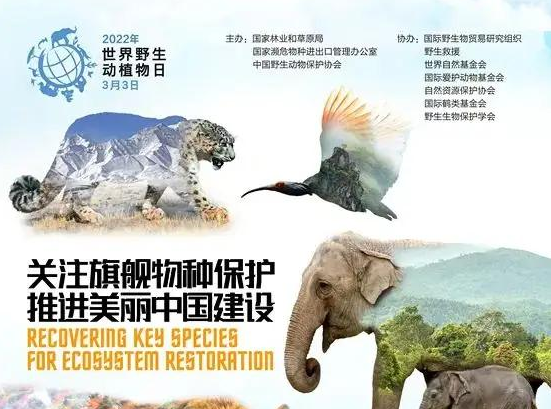 2022年
世界野生
动植物日
3月3日
主办：国家林业和草原局
国家濒危物种进出口管理办公室
中国野生动物保护协会
协办：国际野生生物贸易研究组织
野生救援
世界自然基金会
国际爱护动物基金会
自然资源保护协会
国际鹤类基金会
野生生物保护学会
关注旗舰物种保护
推进美丽中国建设
RECOVERING KEY SPECIES
FOR ECOSYSTEM RESTORATION